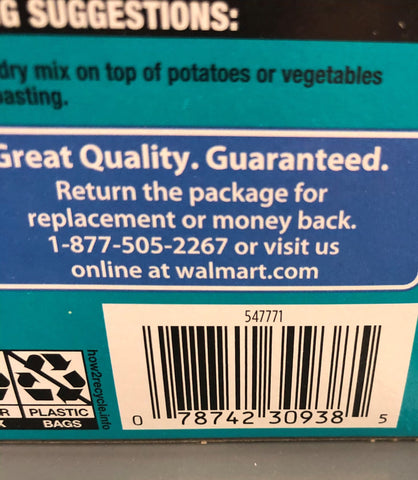 G SUGGESTIONS:
dry mix on top of potatoes or vegetables
oasting.
Great Quality. Guaranteed.
Return the package for
replacement or money back.
1-877-505-2267 or visit us
online at walmart.com
547771
0 78742 30938 5
how2recycle.info
PLASTIC
BAGS